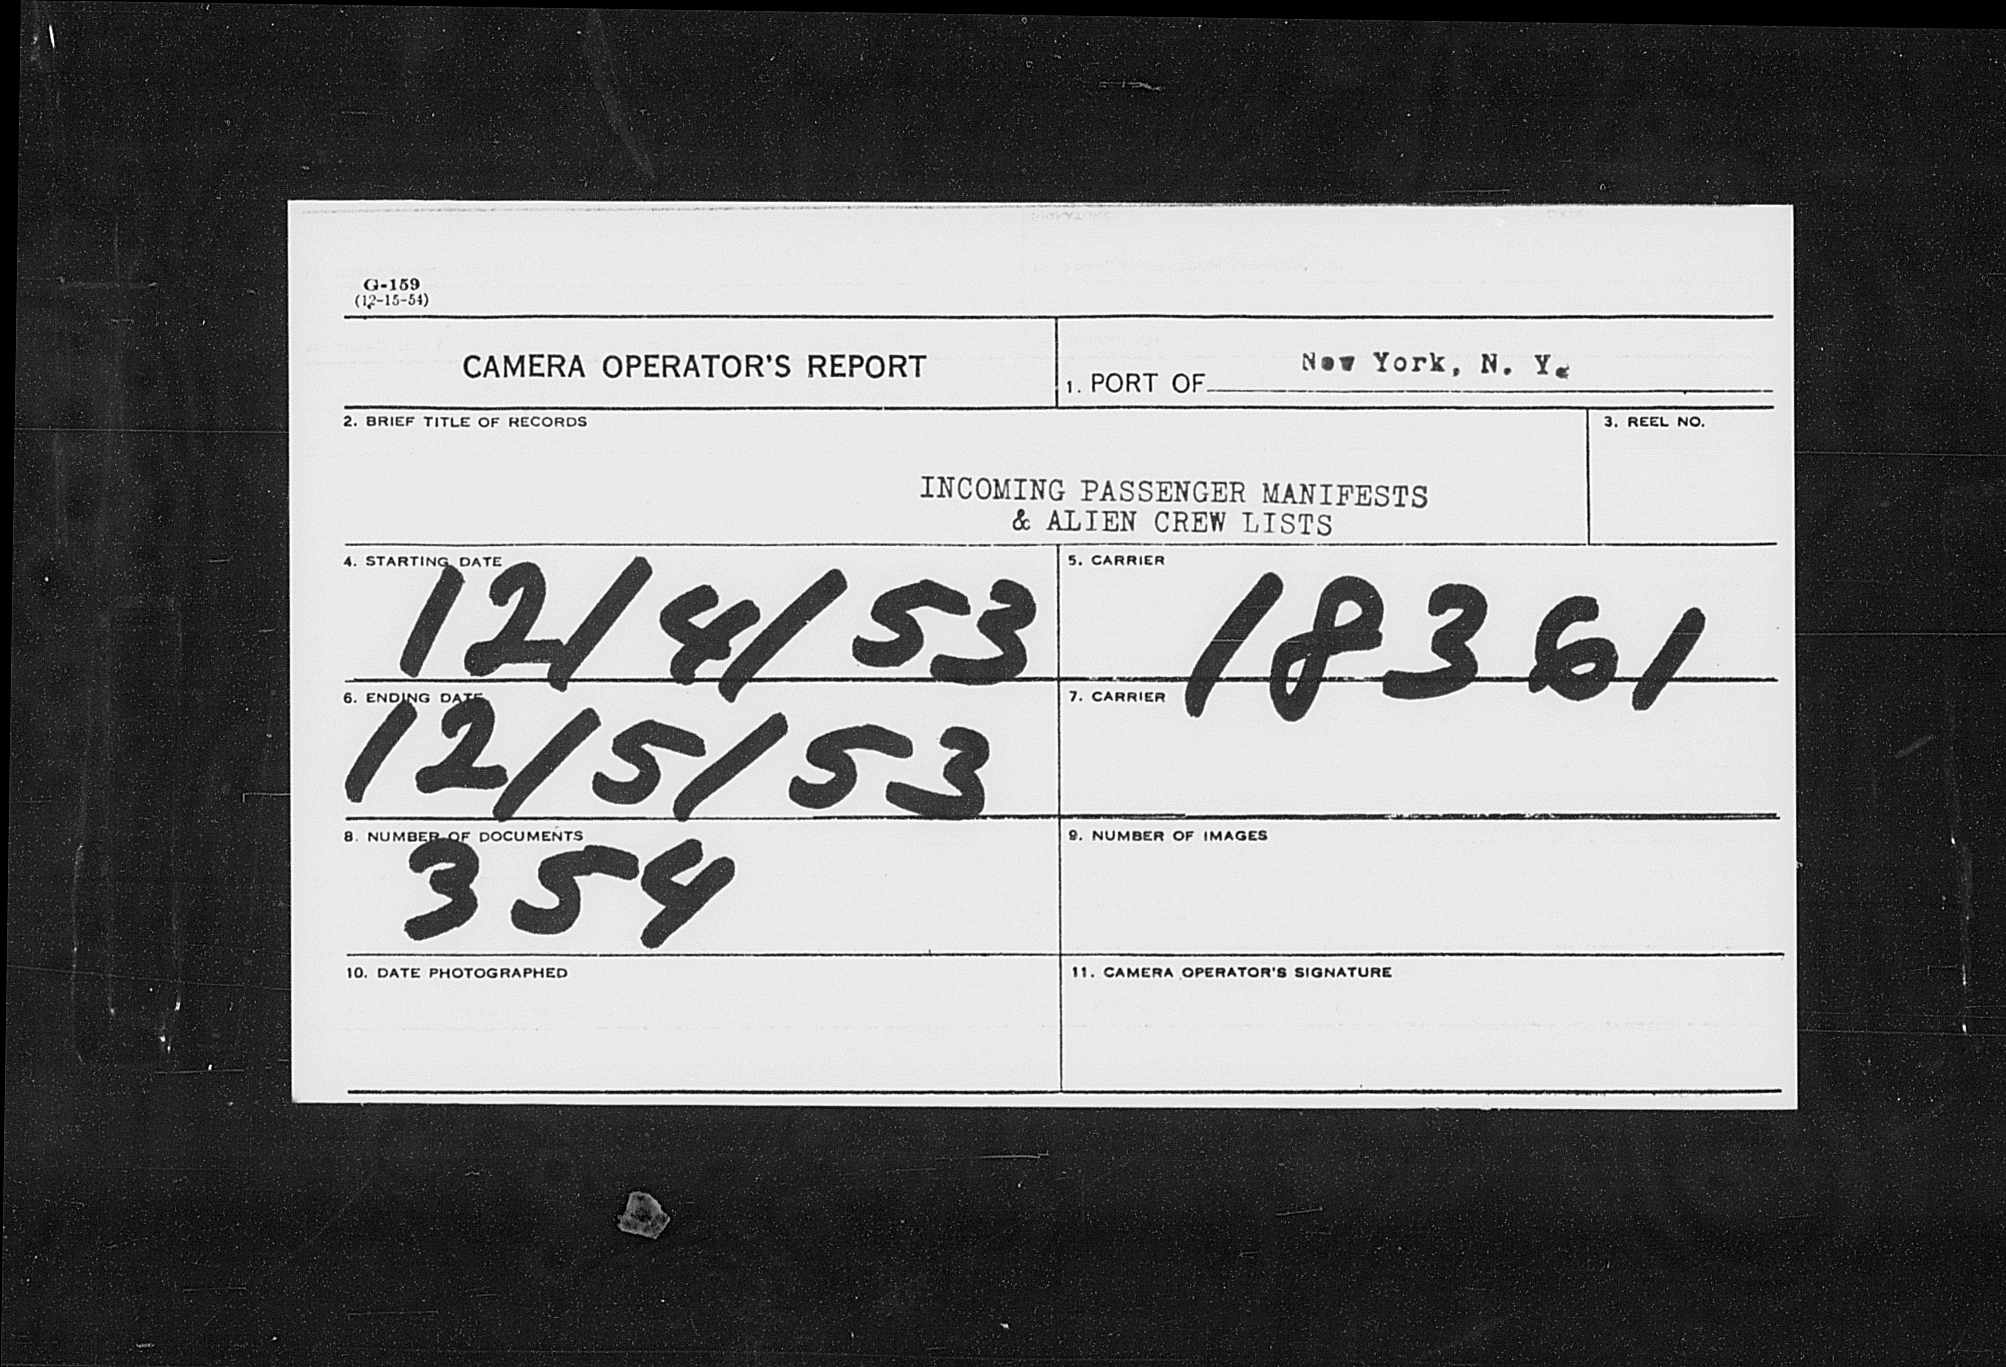 G-159
(12-15-54)
CAMERA OPERATOR'S REPORT
1. PORT OF New York, N. Y.
2. BRIEF TITLE OF RECORDS
INCOMING PASSENGER MANIFESTS
& ALIEN CREW LISTS
3. REEL NO.
4. STARTING DATE
12/4/53
5. CARRIER
18361
6. ENDING DATE
12/5/53
7. CARRIER
8. NUMBER OF DOCUMENTS
354
9. NUMBER OF IMAGES
10. DATE PHOTOGRAPHED
11. CAMERA OPERATOR'S SIGNATURE